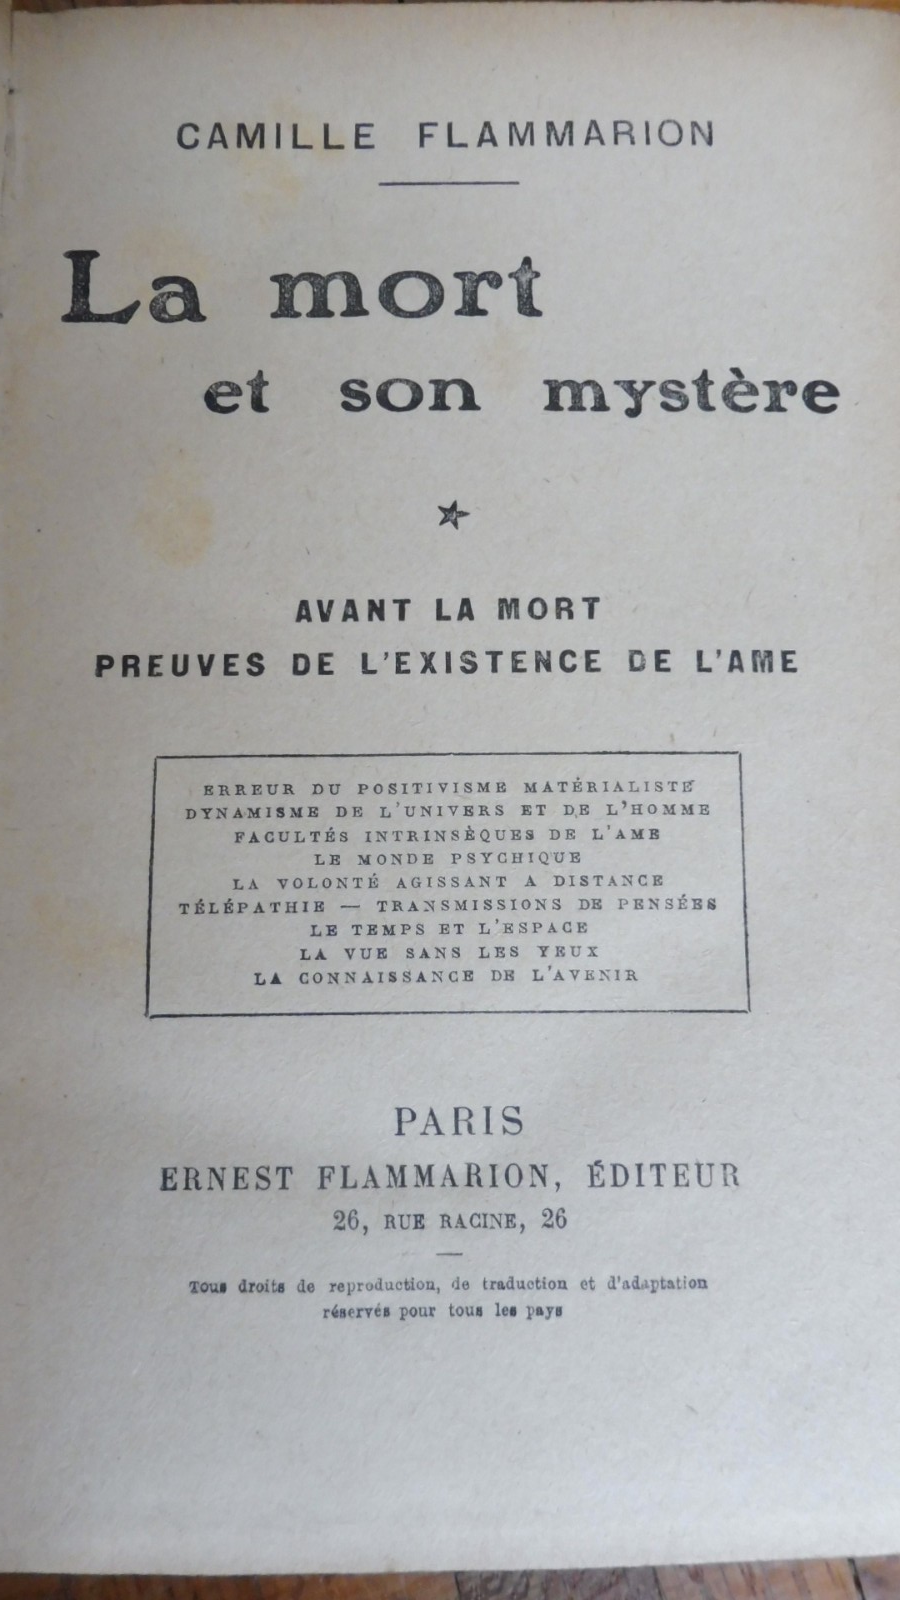 CAMILLE FLAMMARION
La mort
et son mystère
AVANT LA MORT
PREUVES DE L'EXISTENCE DE L'AME
ERREUR DU POSITIVISME MATÉRIALISTE
DYNAMISME DE L'UNIVERS ET DE L'HOMME
FACULTÉS INTRINSÈQUES DE L'AME
LE MONDE PSYCHIQUE
LA VOLONTÉ AGISSANT A DISTANCE
TÉLÉPATHIE — TRANSMISSIONS DE PENSÉES
LE TEMPS ET L'ESPACE
LA VUE SANS LES YEUX
LA CONNAISSANCE DE L'AVENIR
PARIS
ERNEST FLAMMARION, ÉDITEUR
26, RUE RACINE, 26
Tous droits de reproduction, de traduction et d'adaptation
réservés pour tous les pays